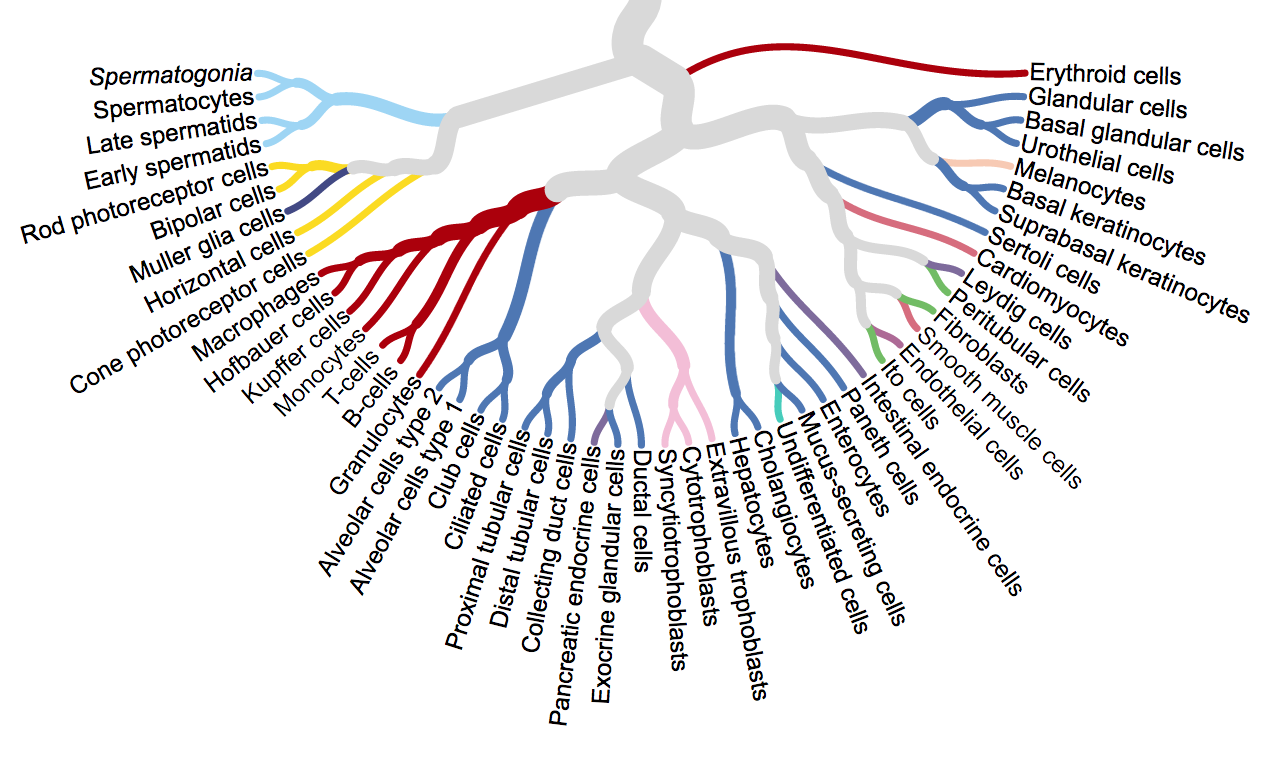 Spermatogonia
Spermatocytes
Late spermatids
Early spermatids
Rod photoreceptor cells
Bipolar cells
Muller glia cells
Horizontal cells
Cone photoreceptor cells
Macrophages
Hofbauer cells
Kupffer cells
Monocytes
T-cells
B-cells
Granulocytes
Alveolar cells type 2
Alveolar cells type 1
Club cells
Ciliated cells
Proximal tubular cells
Distal tubular cells
Collecting duct cells
Pancreatic endocrine cells
Exocrine glandular cells
Ductal cells
Syncytiotrophoblasts
Cytotrophoblasts
Extravillous trophoblasts
Hepatocytes
Cholangiocytes
Undifferentiated cells
Mucus-secreting cells
Enterocytes
Paneth cells
Intestinal endocrine cells
Ito cells
Endothelial cells
Smooth muscle cells
Fibroblasts
Peritubular cells
Leydig cells
Cardiomyocytes
Sertoli cells
Suprabasal keratinocytes
Basal keratinocytes
Melanocytes
Urothelial cells
Basal glandular cells
Glandular cells
Erythroid cells